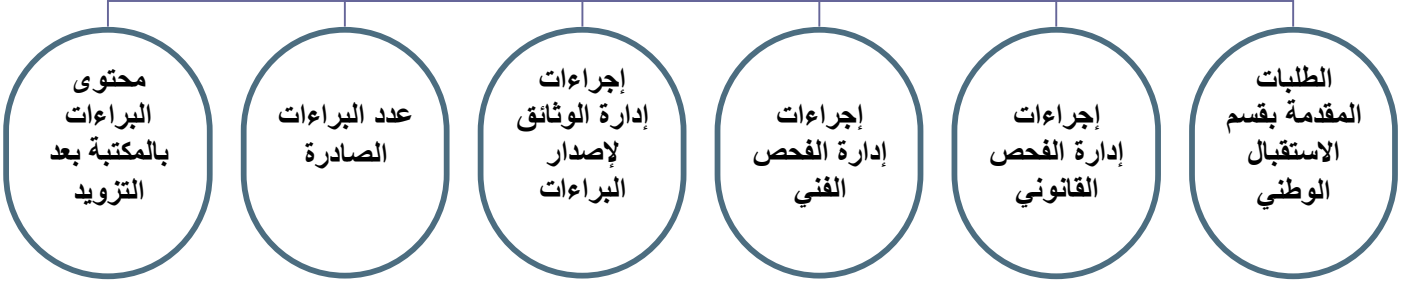 الطلبات
المقدمة بقسم
الاستقبال
الوطني
إجراءات
إدارة الفحص
القانوني
إجراءات
إدارة الفحص
الفني
إجراءات
إدارة الوثائق
لإصدار
البراءات
عدد البراءات
الصادرة
محتوى
البراءات
بالمكتبة بعد
التزويد